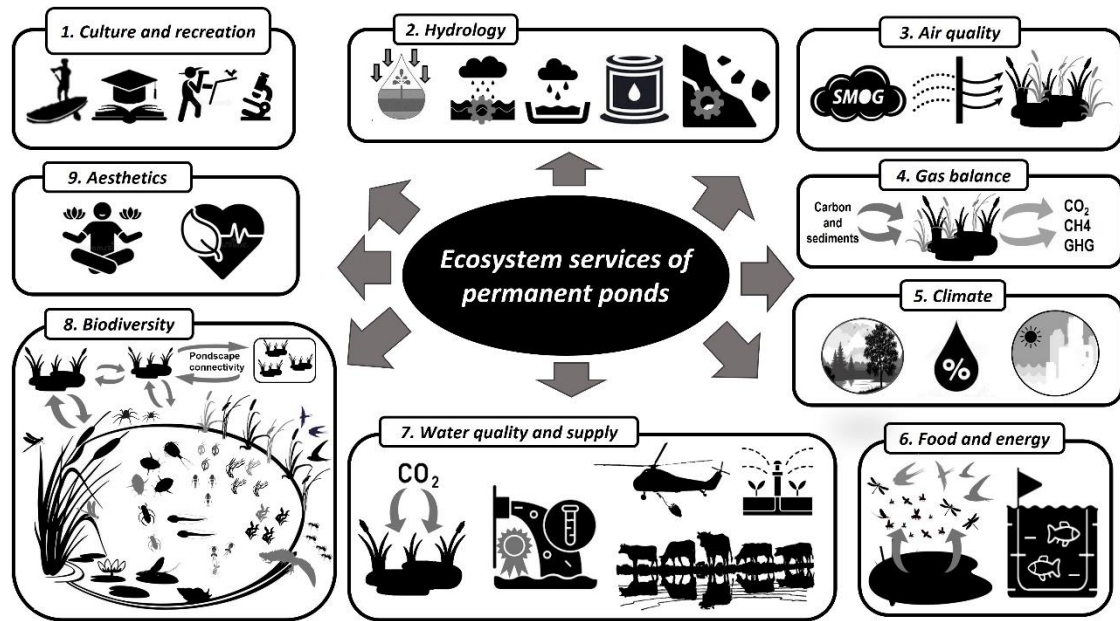 1. Culture and recreation
2. Hydrology
3. Air quality
SMOG
9. Aesthetics
Ecosystem services of
permanent ponds
4. Gas balance
Carbon
and
sediments
CO₂
CH4
GHG
5. Climate
%
8. Biodiversity
Pondscape
connectivity
7. Water quality and supply
CO₂
6. Food and energy